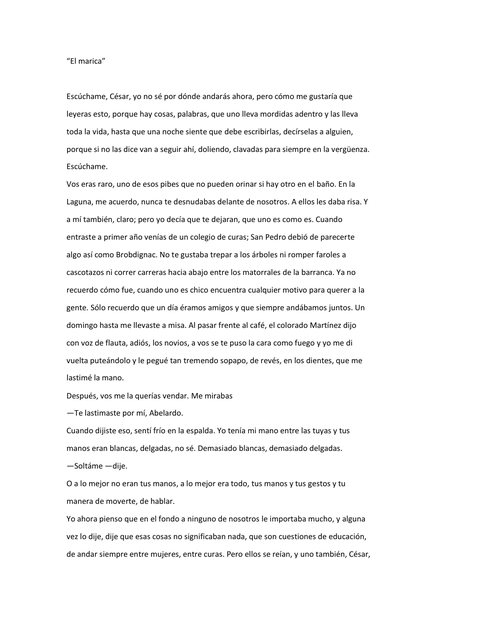 "El marica"
Escúchame, César, yo no sé por dónde andarás ahora, pero cómo me gustaría que
leyeras esto, porque hay cosas, palabras, que uno lleva mordidas adentro y las lleva
toda la vida, hasta que una noche siente que debe escribirlas, decírselas a alguien,
porque si no las dice van a seguir ahí, doliendo, clavadas para siempre en la vergüenza.
Escúchame.
Vos eras raro, uno de esos pibes que no pueden orinar si hay otro en el baño. En la
Laguna, me acuerdo, nunca te desnudabas delante de nosotros. A ellos les daba risa. Y
a mí también, claro; pero yo decía que te dejaran, que uno es como es. Cuando
entraste a primer año venías de un colegio de curas; San Pedro debió de parecerte
algo así como Brobdignac. No te gustaba trepar a los árboles ni romper faroles a
cascotazos ni correr carreras hacia abajo entre los matorrales de la barranca. Ya no
recuerdo cómo fue, cuando uno es chico encuentra cualquier motivo para querer a la
gente. Sólo recuerdo que un día éramos amigos y que siempre andábamos juntos. Un
domingo hasta me llevaste a misa. Al pasar frente al café, el colorado Martínez dijo
con voz de flauta, adiós, los novios, a vos se te puso la cara como fuego y yo me di
vuelta puteándolo y le pegué tan tremendo sopapo, de revés, en los dientes, que me
lastimé la mano.
Después, vos me la querías vendar. Me mirabas
—Te lastimaste por mí, Abelardo.
Cuando dijiste eso, sentí frío en la espalda. Yo tenía mi mano entre las tuyas y tus
manos eran blancas, delgadas, no sé. Demasiado blancas, demasiado delgadas.
—Soltáme —dije.
O a lo mejor no eran tus manos, a lo mejor era todo, tus manos y tus gestos y tu
manera de moverte, de hablar.
Yo ahora pienso que en el fondo a ninguno de nosotros le importaba mucho, y alguna
vez lo dije, dije que esas cosas no significaban nada, que son cuestiones de educación,
de andar siempre entre mujeres, entre curas. Pero ellos se reían, y uno también, César,